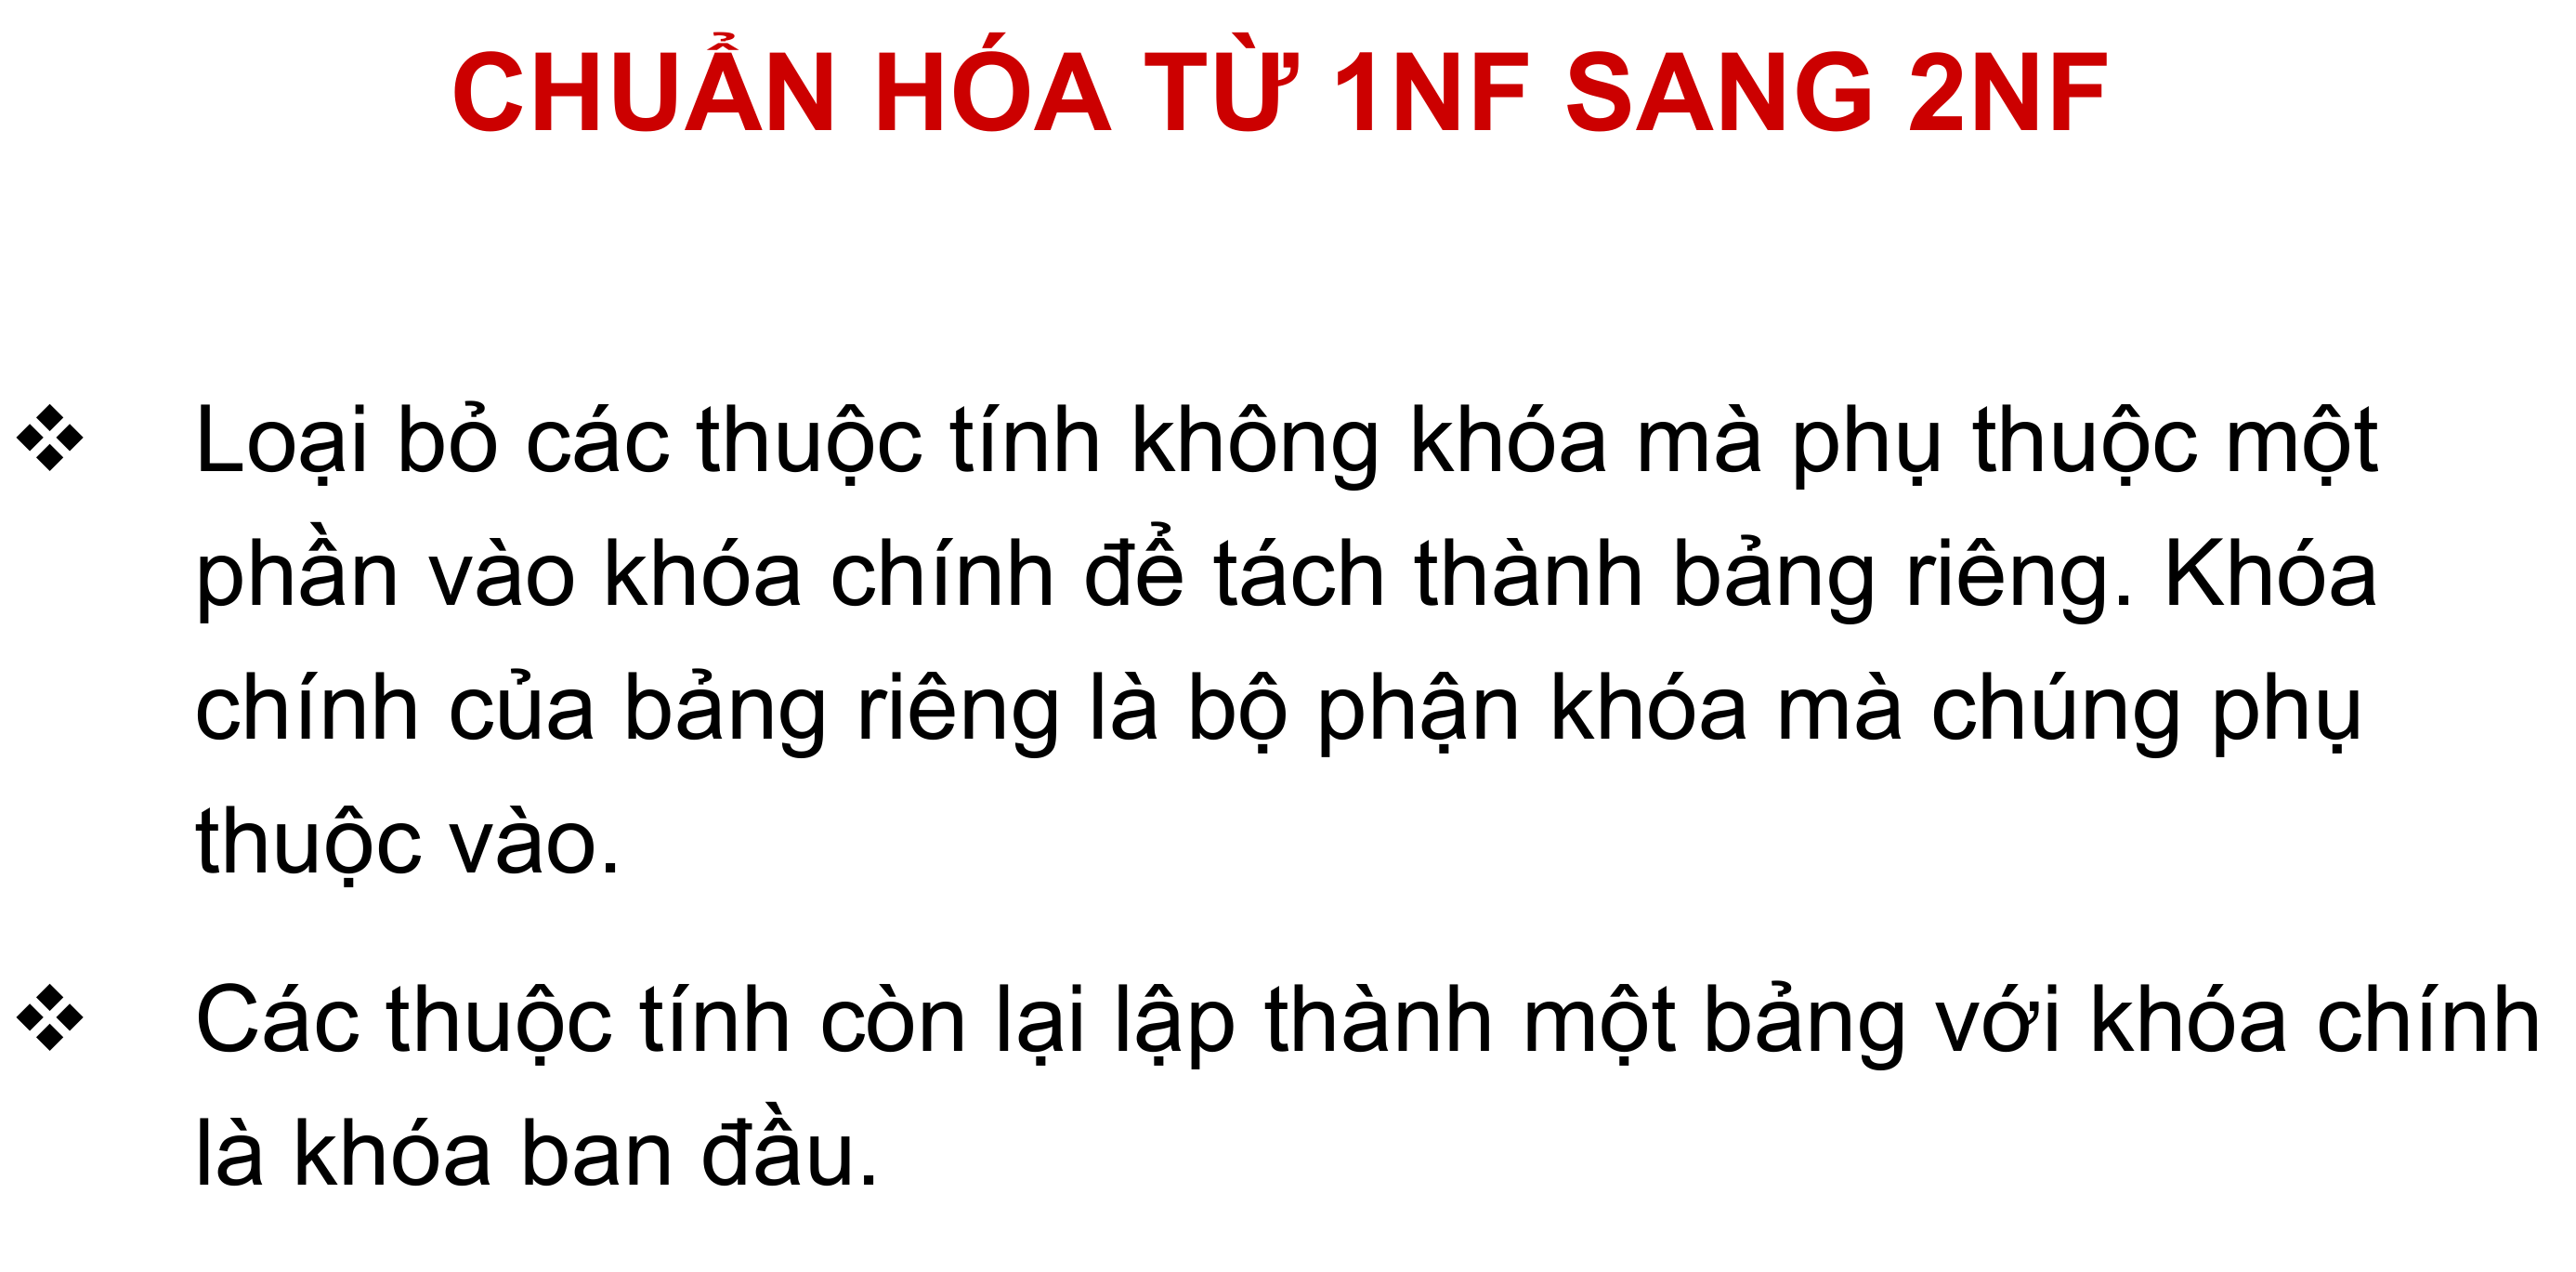 CHUẨN HÓA TỪ 1NF SANG 2NF
❖ Loại bỏ các thuộc tính không khóa mà phụ thuộc một
phần vào khóa chính để tách thành bảng riêng. Khóa
chính của bảng riêng là bộ phận khóa mà chúng phụ
thuộc vào.
❖ Các thuộc tính còn lại lập thành một bảng với khóa chính
là khóa ban đầu.